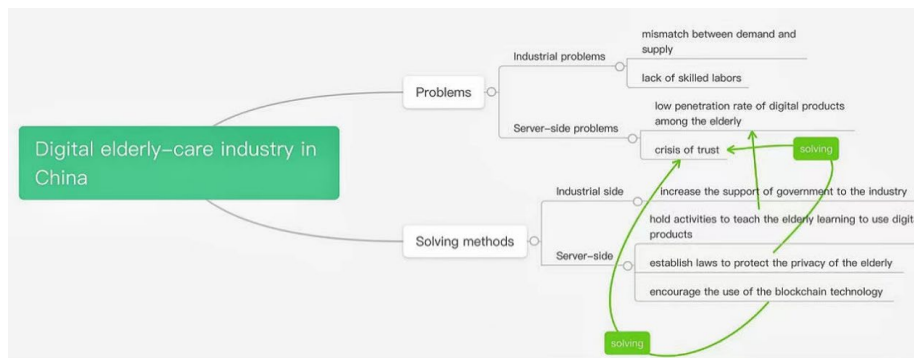 Digital elderly-care industry in
China
Problems
Industrial problems
mismatch between demand and
supply
lack of skilled labors
Server-side problems
low penetration rate of digital products
among the elderly
crisis of trust
solving
Solving methods
Industrial side
increase the support of government to the industry
Server-side
hold activities to teach the elderly learning to use digit
products
establish laws to protect the privacy of the elderly
encourage the use of the blockchain technology
solving